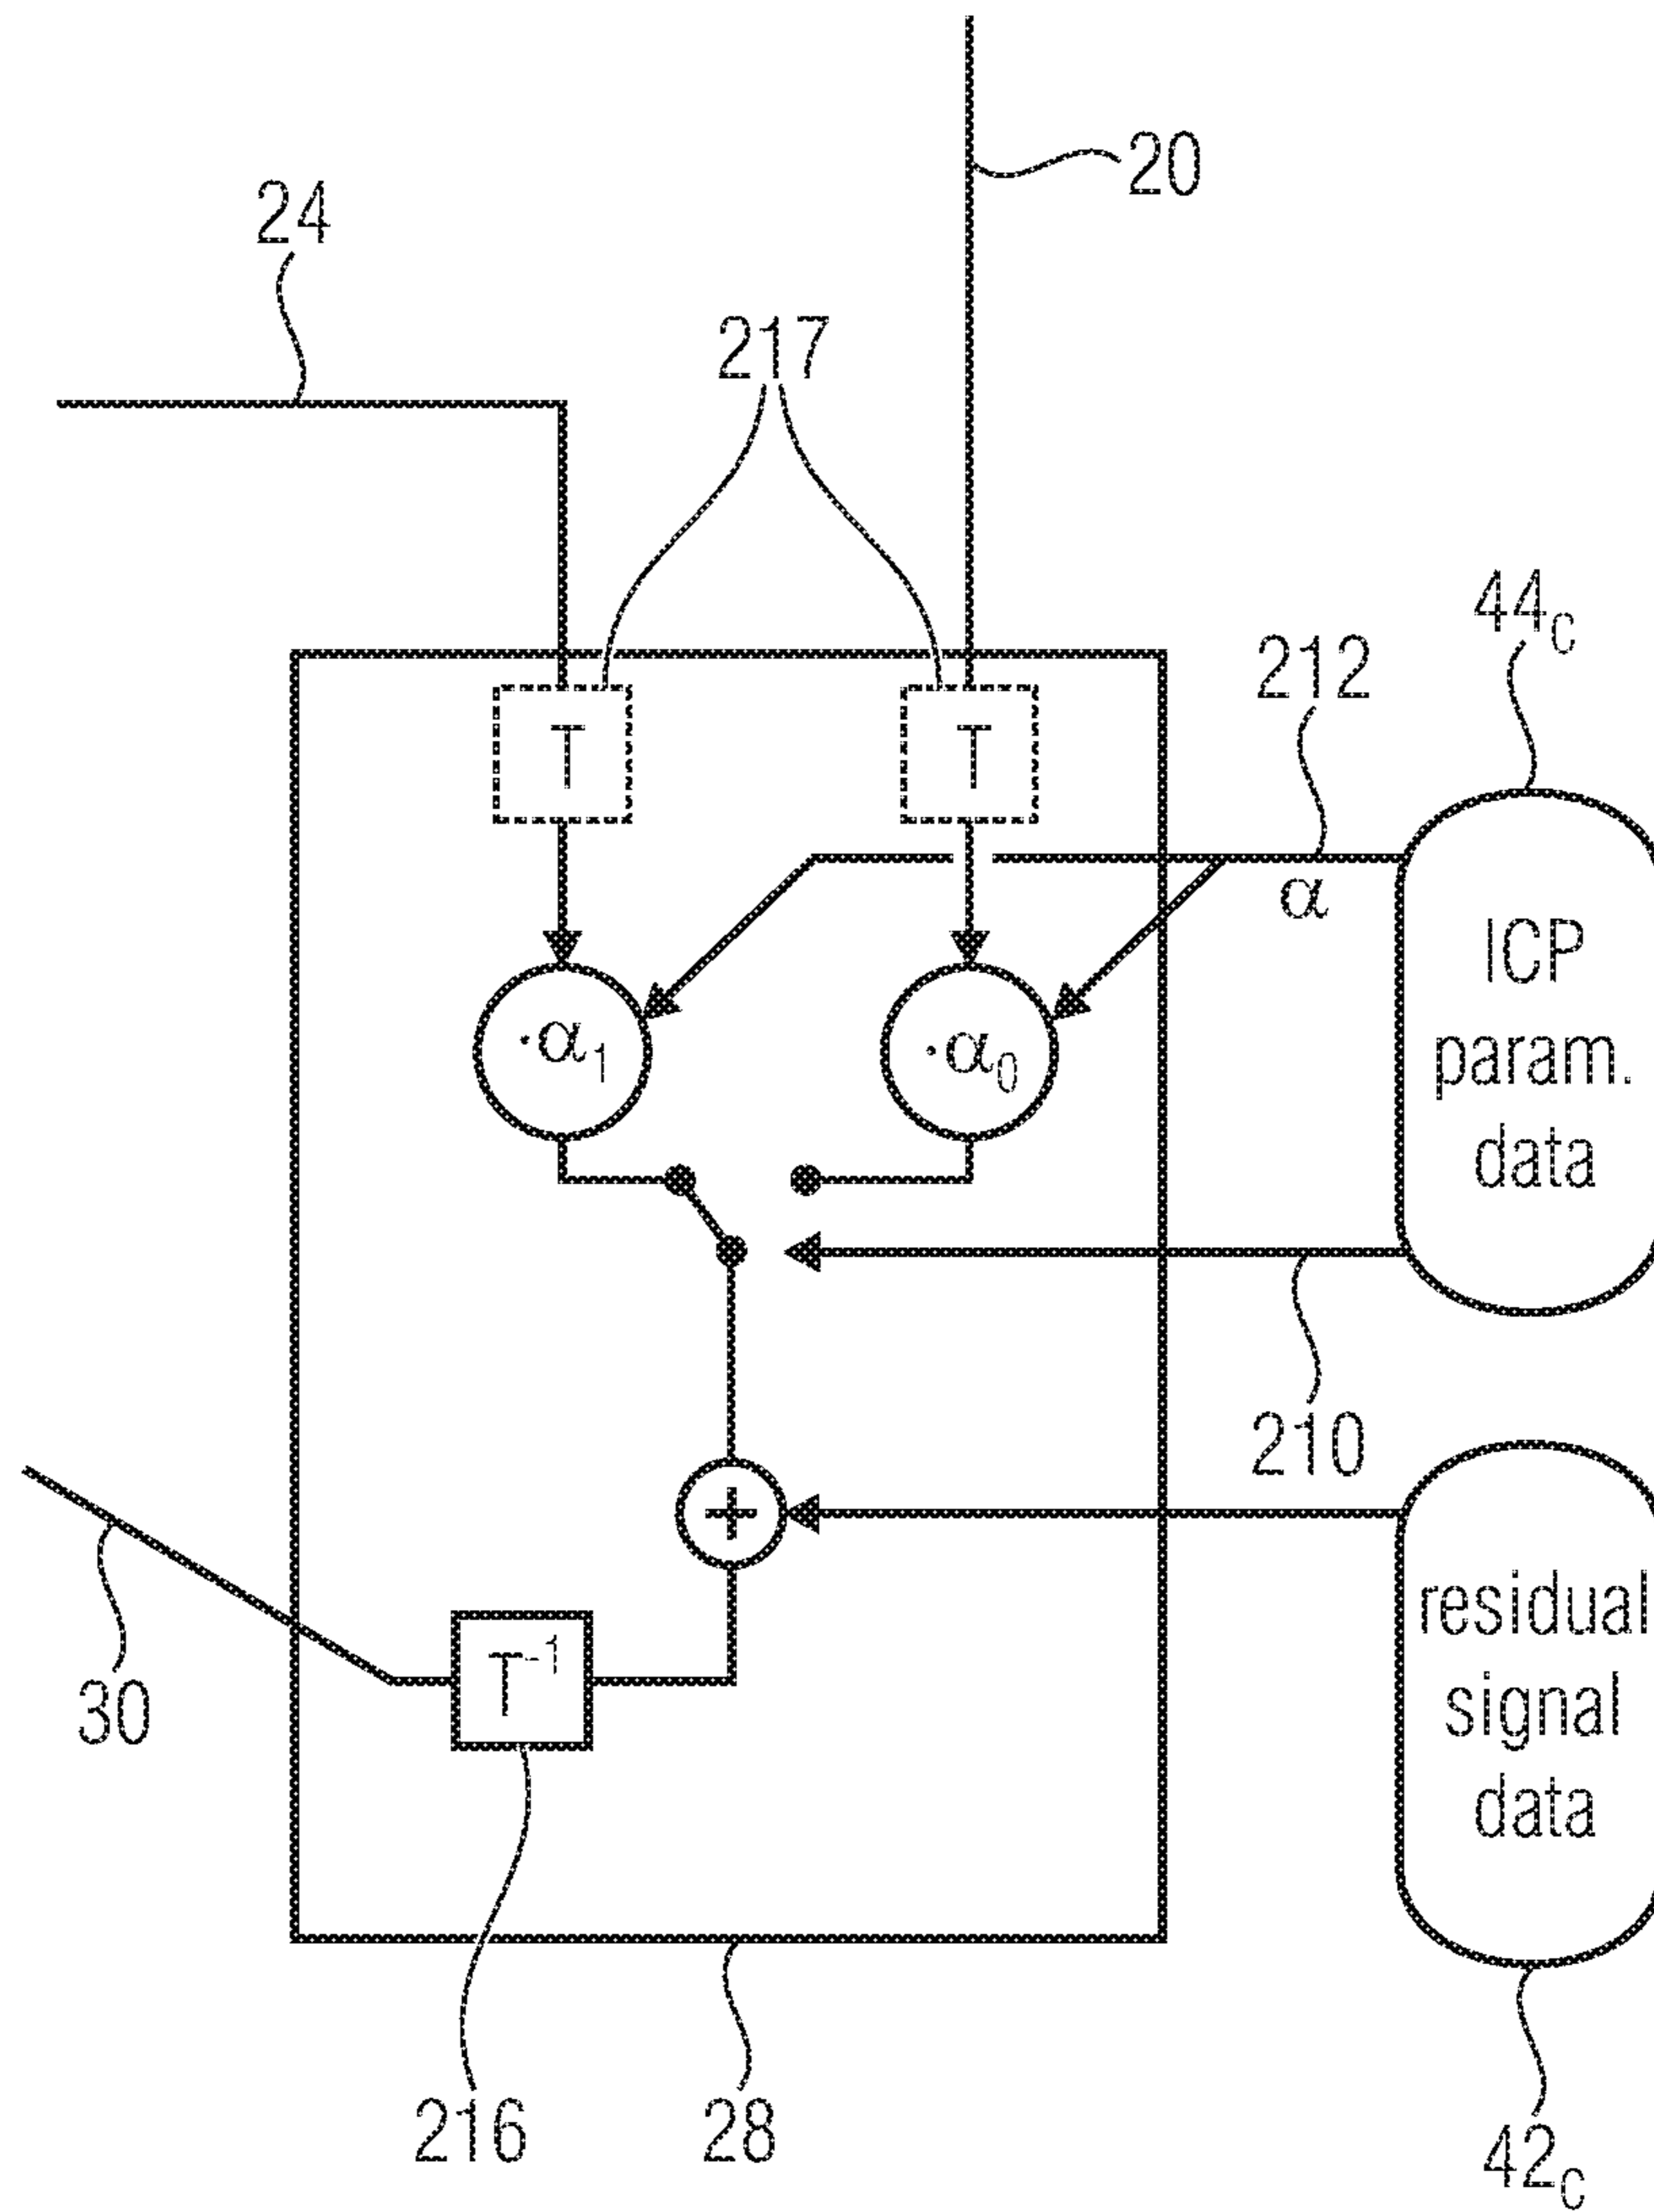 20
24
217
44C
212
T
T
α
ICP
param.
data
·α1
·α0
210
+
residual
signal
data
30
T-1
216
28
42C